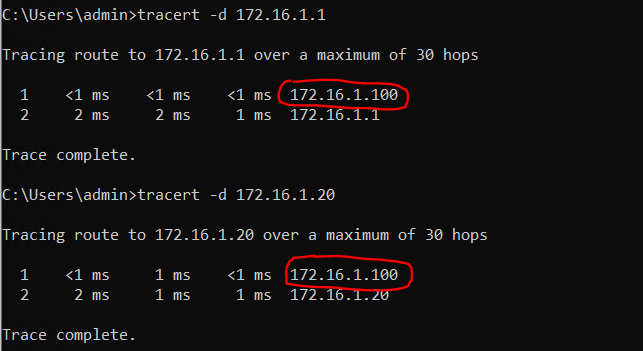 C:\Users\admin>tracert -d 172.16.1.1
Tracing route to 172.16.1.1 over a maximum of 30 hops
1 <1 ms <1 ms <1 ms 172.16.1.100
2 2 ms 2 ms 1 ms 172.16.1.1
Trace complete.
C:\Users\admin>tracert -d 172.16.1.20
Tracing route to 172.16.1.20 over a maximum of 30 hops
1 <1 ms 1 ms <1 ms 172.16.1.100
2 2 ms 1 ms 1 ms 172.16.1.20
Trace complete.